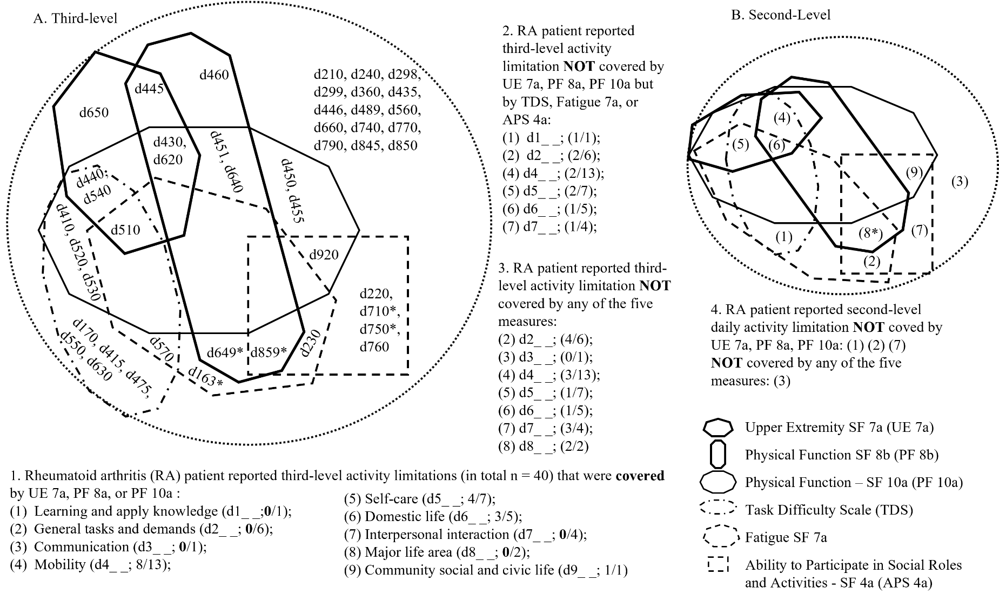 A. Third-level
d460
d445
d650
d210, d240, d298,
d299, d360, d435,
d446, d489, d560,
d660, d740, d770,
d790, d845, d850
d430,
d620
d451, d640
d450, d455
d440,
d540
d410, d520, d530
d510
d920
d220,
d710*,
d750*,
d760
d170, d415, d475,
d550, d630
d570
d649*
d859*
d230
d163*
2. RA patient reported
third-level activity
limitation NOT covered by
UE 7a, PF 8a, PF 10a but
by TDS, Fatigue 7a, or
APS 4a:
(1) d1_ _; (1/1);
(2) d2_ _; (2/6);
(4) d4_ _; (2/13);
(5) d5_ _; (2/7);
(6) d6_ _; (1/5);
(7) d7_ _; (1/4);
3. RA patient reported third-
level activity limitation NOT
covered by any of the five
measures:
(2) d2_ _; (4/6);
(3) d3_ _; (0/1);
(4) d4_ _; (3/13);
(5) d5_ _; (1/7);
(6) d6_ _; (1/5);
(7) d7_ _; (3/4);
(8) d8_ _; (2/2)
B. Second-Level
(4)
(5)
(6)
(9)
(3)
(1)
(8*)
(7)
(2)
4. RA patient reported second-level
daily activity limitation NOT coved by
UE 7a, PF 8a, PF 10a: (1) (2) (7)
NOT covered by any of the five
measures: (3)
Upper Extremity SF 7a (UE 7a)
Physical Function SF 8b (PF 8b)
Physical Function – SF 10a (PF 10a)
Task Difficulty Scale (TDS)
Fatigue SF 7a
Ability to Participate in Social Roles
and Activities - SF 4a (APS 4a)
1. Rheumatoid arthritis (RA) patient reported third-level activity limitations (in total n = 40) that were covered
by UE 7a, PF 8a, or PF 10a :
(1) Learning and apply knowledge (d1_ _;0/1);
(2) General tasks and demands (d2_ _; 0/6);
(3) Communication (d3_ _; 0/1);
(4) Mobility (d4_ _; 8/13);
(5) Self-care (d5_ _; 4/7);
(6) Domestic life (d6_ _; 3/5);
(7) Interpersonal interaction (d7_ _; 0/4);
(8) Major life area (d8_ _; 0/2);
(9) Community social and civic life (d9_ _; 1/1)